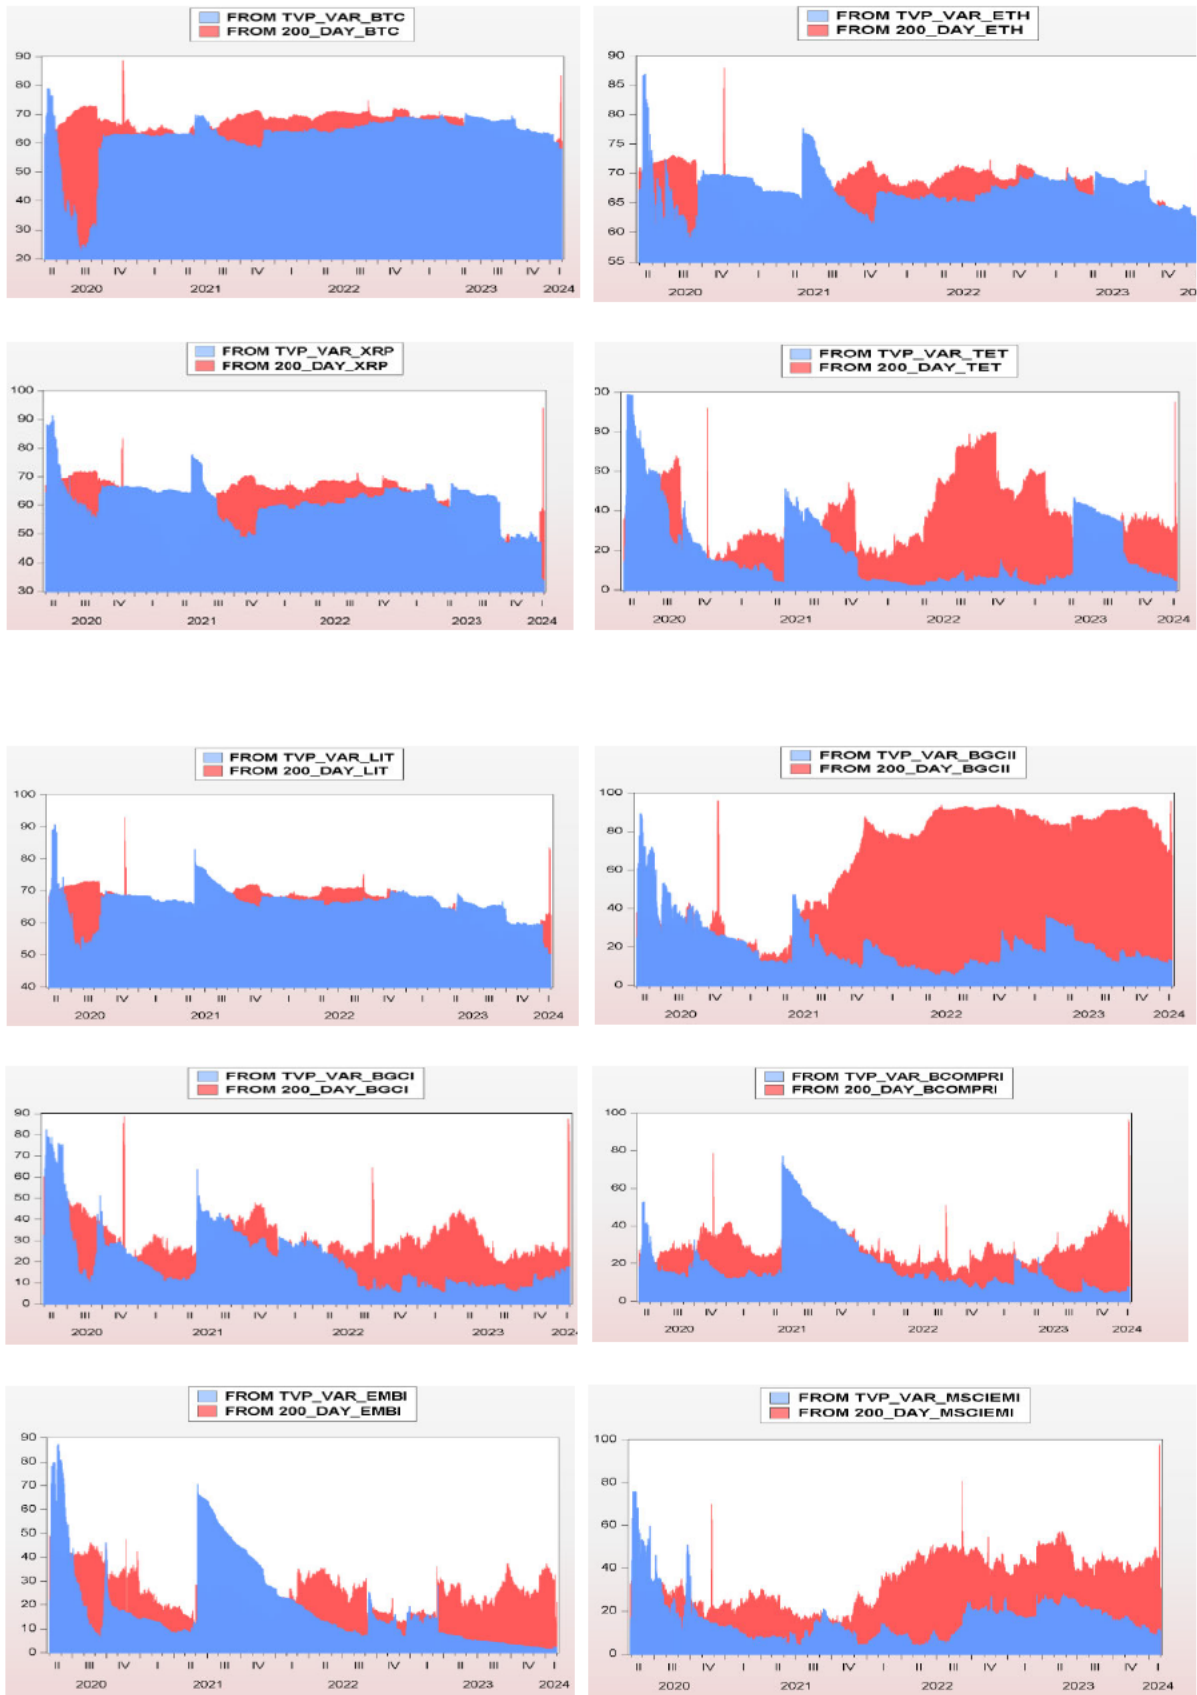 FROM TVP_VAR_BTC
FROM 200_DAY_BTC
90
80
70
60
50
40
30
20
II III IV I II III IV I II III IV I II III IV I
2020 2021 2022 2023 2024
FROM TVP_VAR_ETH
FROM 200_DAY_ETH
90
85
80
75
70
65
60
55
II III IV I II III IV I II III IV I II III IV
2020 2021 2022 2023 20
FROM TVP_VAR_XRP
FROM 200_DAY_XRP
100
90
80
70
60
50
40
30
II III IV I II III IV I II III IV I II III IV I
2020 2021 2022 2023 2024
FROM TVP_VAR_TET
FROM 200_DAY_TET
00
80
60
40
20
0
II III IV I II III IV I II III IV I II III IV I
2020 2021 2022 2023 2024
FROM TVP_VAR_LIT
FROM 200_DAY_LIT
100
90
80
70
60
50
40
II III IV I II III IV I II III IV I II III IV I
2020 2021 2022 2023 2024
FROM TVP_VAR_BGCII
FROM 200_DAY_BGCII
100
80
60
40
20
0
II III IV I II III IV I II III IV I II III IV I
2020 2021 2022 2023 2024
FROM TVP_VAR_BGCI
FROM 200_DAY_BGCI
90
80
70
60
50
40
30
20
10
0
II III IV I II III IV I II III IV I II III IV I
2020 2021 2022 2023 202
FROM TVP_VAR_BCOMPRI
FROM 200_DAY_BCOMPRI
100
80
60
40
20
0
II III IV I II III IV I II III IV I II III IV I
2020 2021 2022 2023 2024
FROM TVP_VAR_EMBI
FROM 200_DAY_EMBI
90
80
70
60
50
40
30
20
10
0
II III IV I II III IV I II III IV I II III IV I
2020 2021 2022 2023 2024
FROM TVP_VAR_MSCIEMI
FROM 200_DAY_MSCIEMI
100
80
60
40
20
0
II III IV I II III IV I II III IV I II III IV I
2020 2021 2022 2023 2024